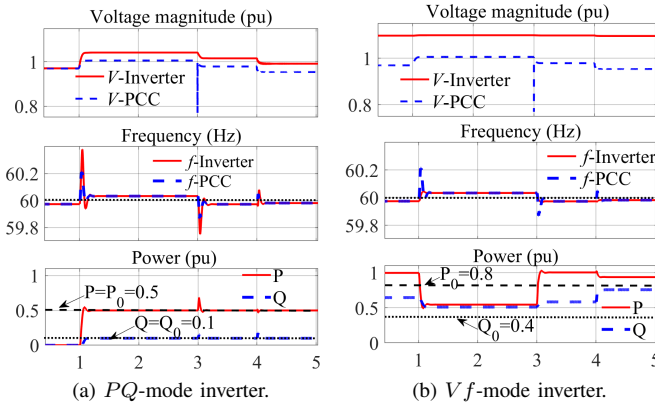 Voltage magnitude (pu)
1
0.8
V-Inverter
V-PCC
Frequency (Hz)
60.2
60
59.8
f-Inverter
f-PCC
Power (pu)
1
0.5
0
P=P0=0.5
Q=Q0=0.1
P
Q
1 2 3 4 5
(a) PQ-mode inverter.
Voltage magnitude (pu)
1
0.8
V-Inverter
V-PCC
Frequency (Hz)
60.2
60
59.8
f-Inverter
f-PCC
Power (pu)
1
0.5
0
P0=0.8
Q0=0.4
P
Q
1 2 3 4 5
(b) Vf-mode inverter.